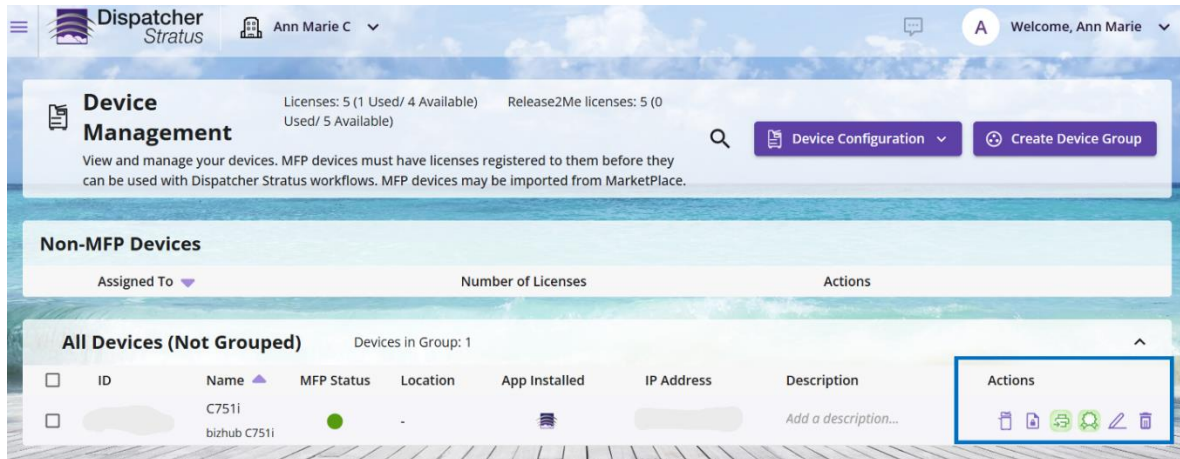 Dispatcher
Stratus
Ann Marie C
A
Welcome, Ann Marie
Device
Management
Licenses: 5 (1 Used/ 4 Available)
Release2Me licenses: 5 (0
Used/ 5 Available)
View and manage your devices. MFP devices must have licenses registered to them before they
can be used with Dispatcher Stratus workflows. MFP devices may be imported from MarketPlace.
Device Configuration
Create Device Group
Non-MFP Devices
Assigned To
Number of Licenses
Actions
All Devices (Not Grouped)
Devices in Group: 1
ID
Name
MFP Status
Location
App Installed
IP Address
Description
Actions
C751i
bizhub C751i
-
Add a description...